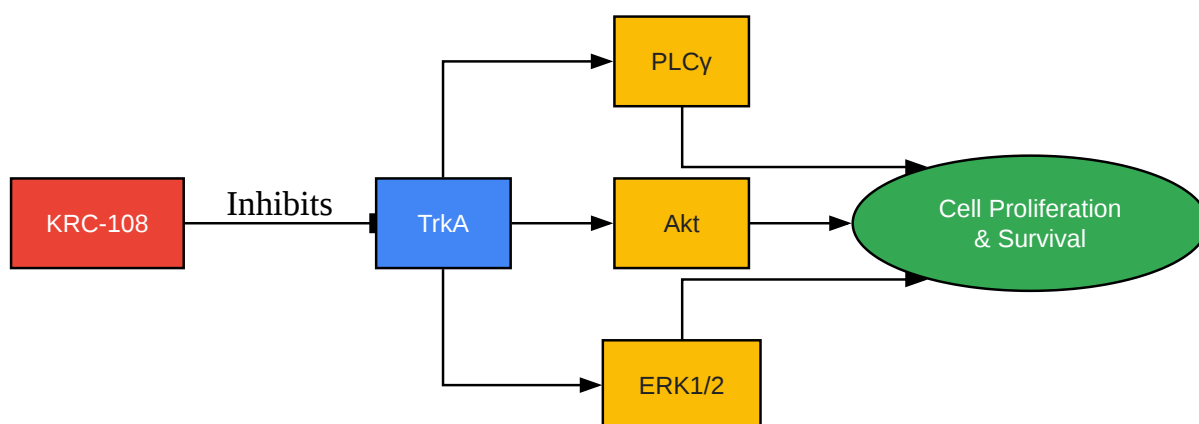 KRC-108
Inhibits
TrkA
PLCγ
Akt
ERK1/2
Cell Proliferation
& Survival